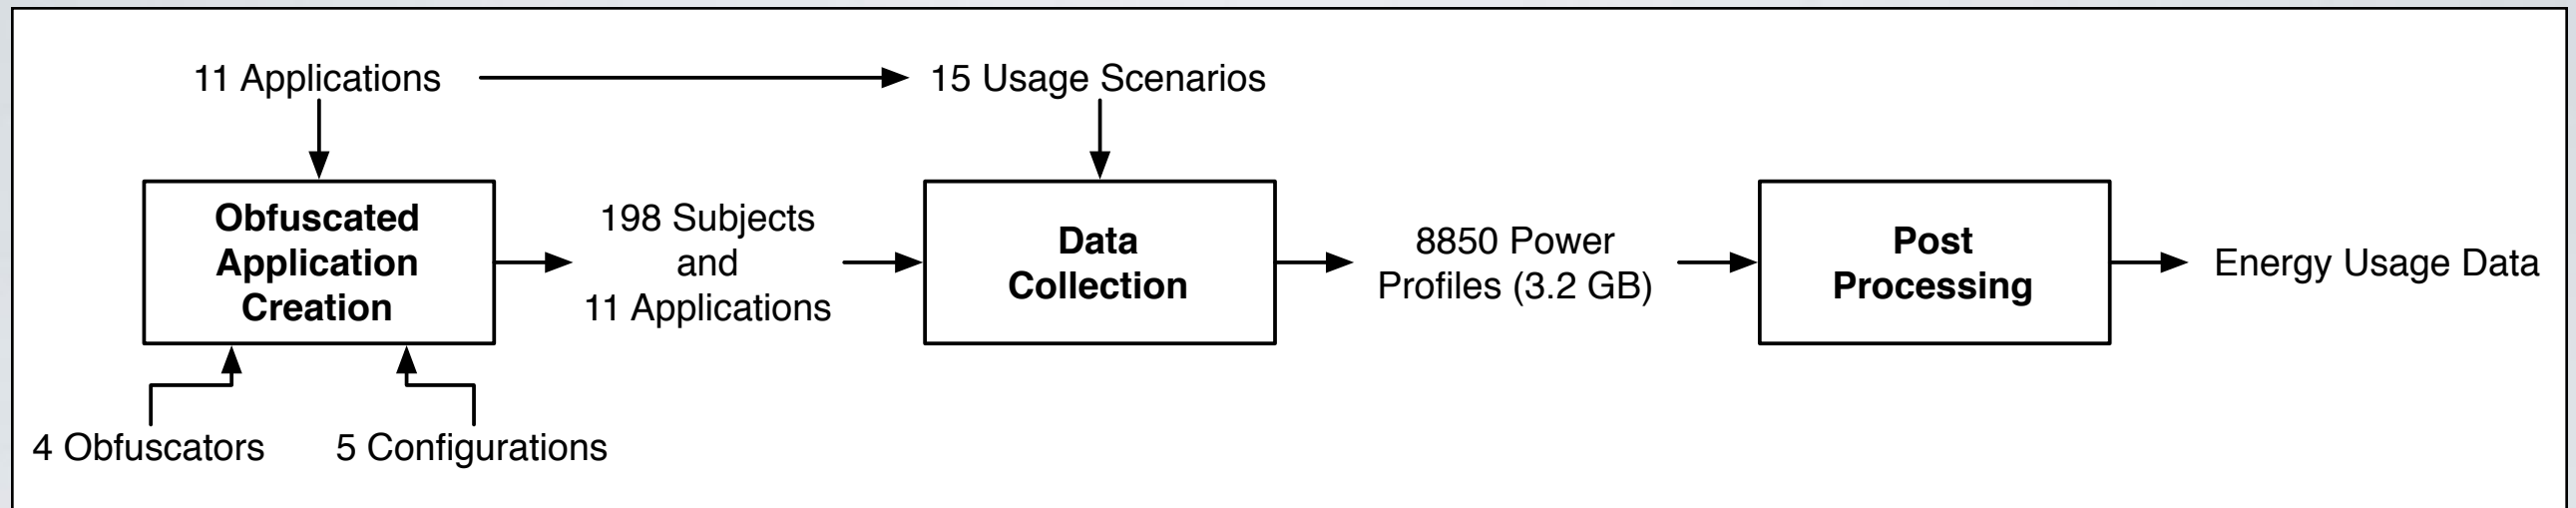 11 Applications
15 Usage Scenarios
Obfuscated
Application
Creation
198 Subjects
and
11 Applications
Data
Collection
8850 Power
Profiles (3.2 GB)
Post
Processing
Energy Usage Data
4 Obfuscators
5 Configurations